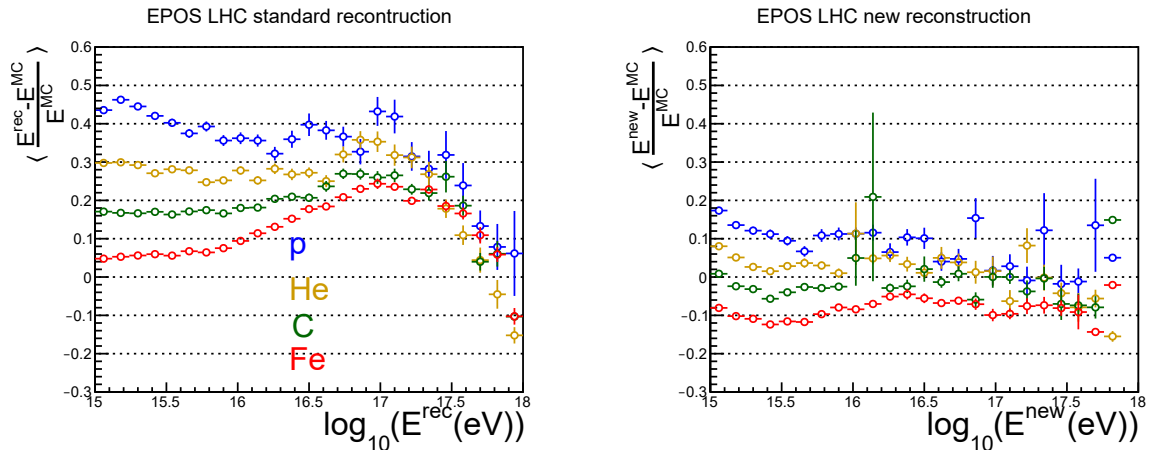 EPOS LHC standard recontruction
⟨ E^rec-E^MC / E^MC ⟩
0.6
0.5
0.4
0.3
0.2
0.1
0
−0.1
−0.2
−0.3
p
He
C
Fe
15 15.5 16 16.5 17 17.5 18
log10(E^rec(eV))
EPOS LHC new reconstruction
⟨ E^new-E^MC / E^MC ⟩
0.6
0.5
0.4
0.3
0.2
0.1
0
−0.1
−0.2
−0.3
15 15.5 16 16.5 17 17.5 18
log10(E^new(eV))